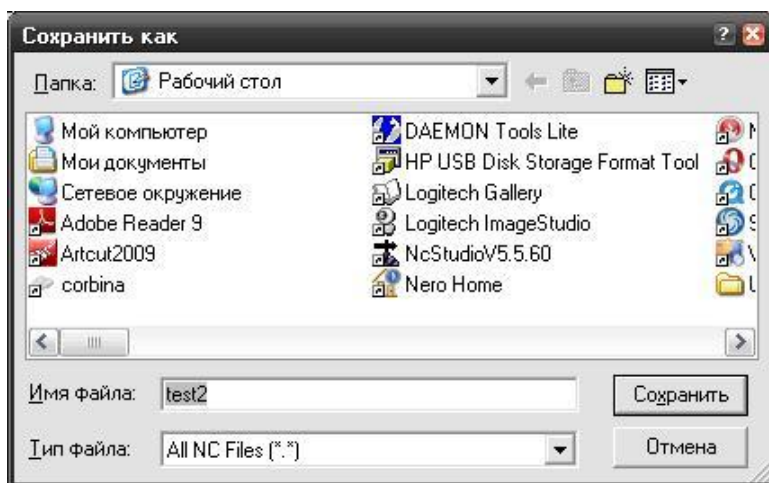 Сохранить как
Папка: Рабочий стол
Мой компьютер
Мои документы
Сетевое окружение
Adobe Reader 9
Artcut2009
corbina
DAEMON Tools Lite
HP USB Disk Storage Format Tool
Logitech Gallery
Logitech ImageStudio
NcStudioV5.5.60
Nero Home
Имя файла: test2
Сохранить
Тип файла: All NC Files (*.*)
Отмена